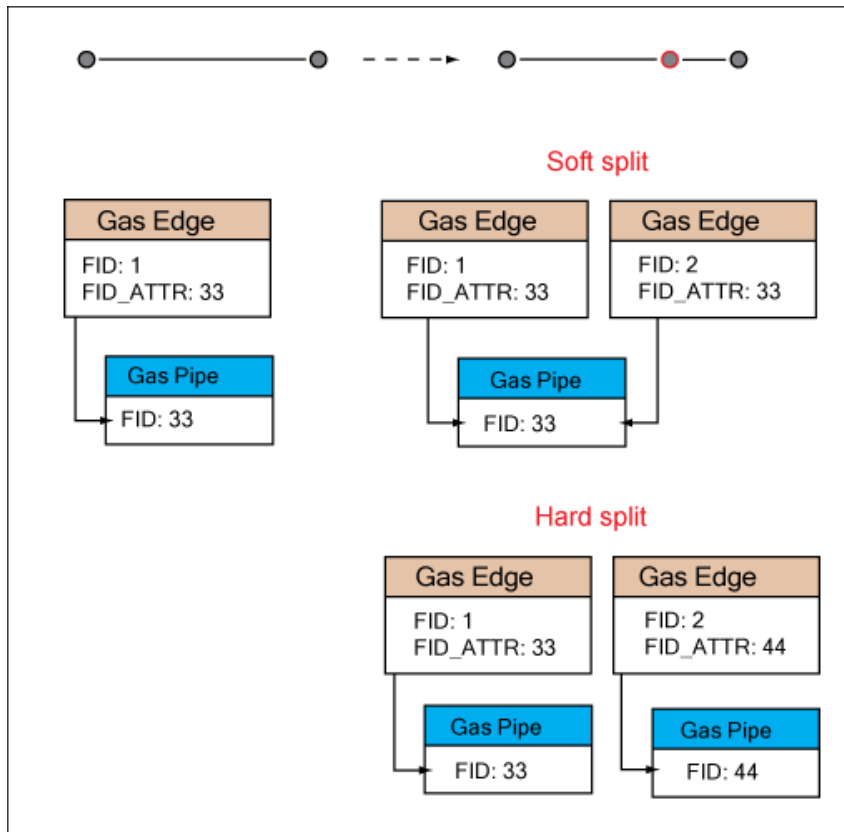 Soft split
Gas Edge
FID: 1
FID_ATTR: 33
Gas Pipe
FID: 33
Gas Edge
FID: 1
FID_ATTR: 33
Gas Edge
FID: 2
FID_ATTR: 33
Gas Pipe
FID: 33
Hard split
Gas Edge
FID: 1
FID_ATTR: 33
Gas Pipe
FID: 33
Gas Edge
FID: 2
FID_ATTR: 44
Gas Pipe
FID: 44